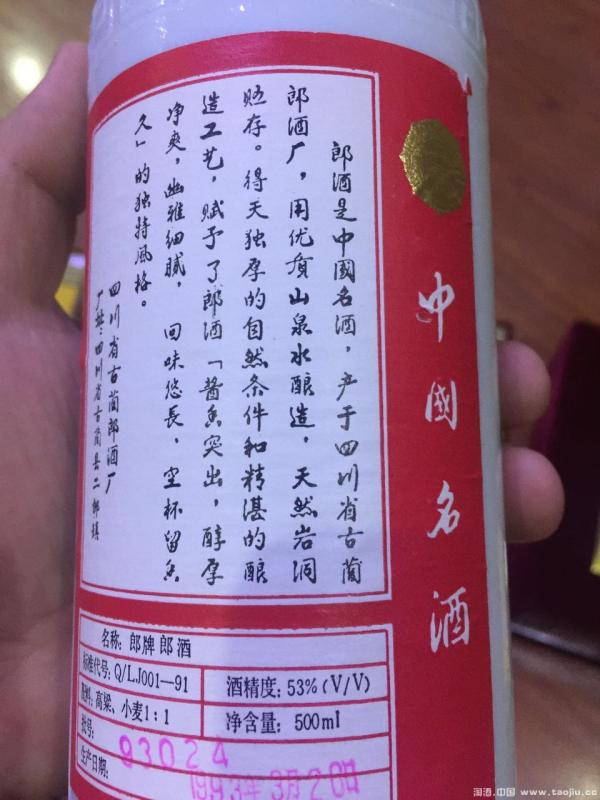 郎酒是中國名酒，产于四川省古蔺
郎酒厂，用优质山泉水酿造，天然岩洞
贮存。得天独厚的自然条件和精湛的酿
造工艺，赋予了郎酒「酱香突出，醇厚
净爽，幽雅细腻，回味悠長，空杯留香
久」的独特風格。
四川省古蔺郎酒厂
厂址：四川省古蔺县二郎镇
中國名酒
名称：郎牌郎酒
标准代号：Q/LJ001—91
酒精度：53%(V/V)
配料：高梁、小麦1：1
净含量：500ml
批号：93024
生产日期：1993年3月20日
淘酒.中国 - www.taojiu.cc